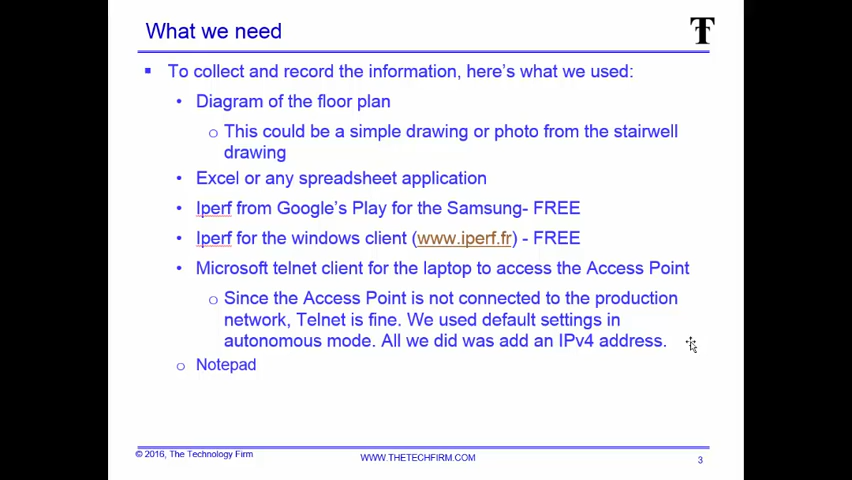 What we need
TT
To collect and record the information, here's what we used:
Diagram of the floor plan
This could be a simple drawing or photo from the stairwell
drawing
Excel or any spreadsheet application
Iperf from Google's Play for the Samsung- FREE
Iperf for the windows client (www.iperf.fr) - FREE
Microsoft telnet client for the laptop to access the Access Point
Since the Access Point is not connected to the production
network, Telnet is fine. We used default settings in
autonomous mode. All we did was add an IPv4 address.
Notepad
© 2016, The Technology Firm
WWW.THETECHFIRM.COM
3